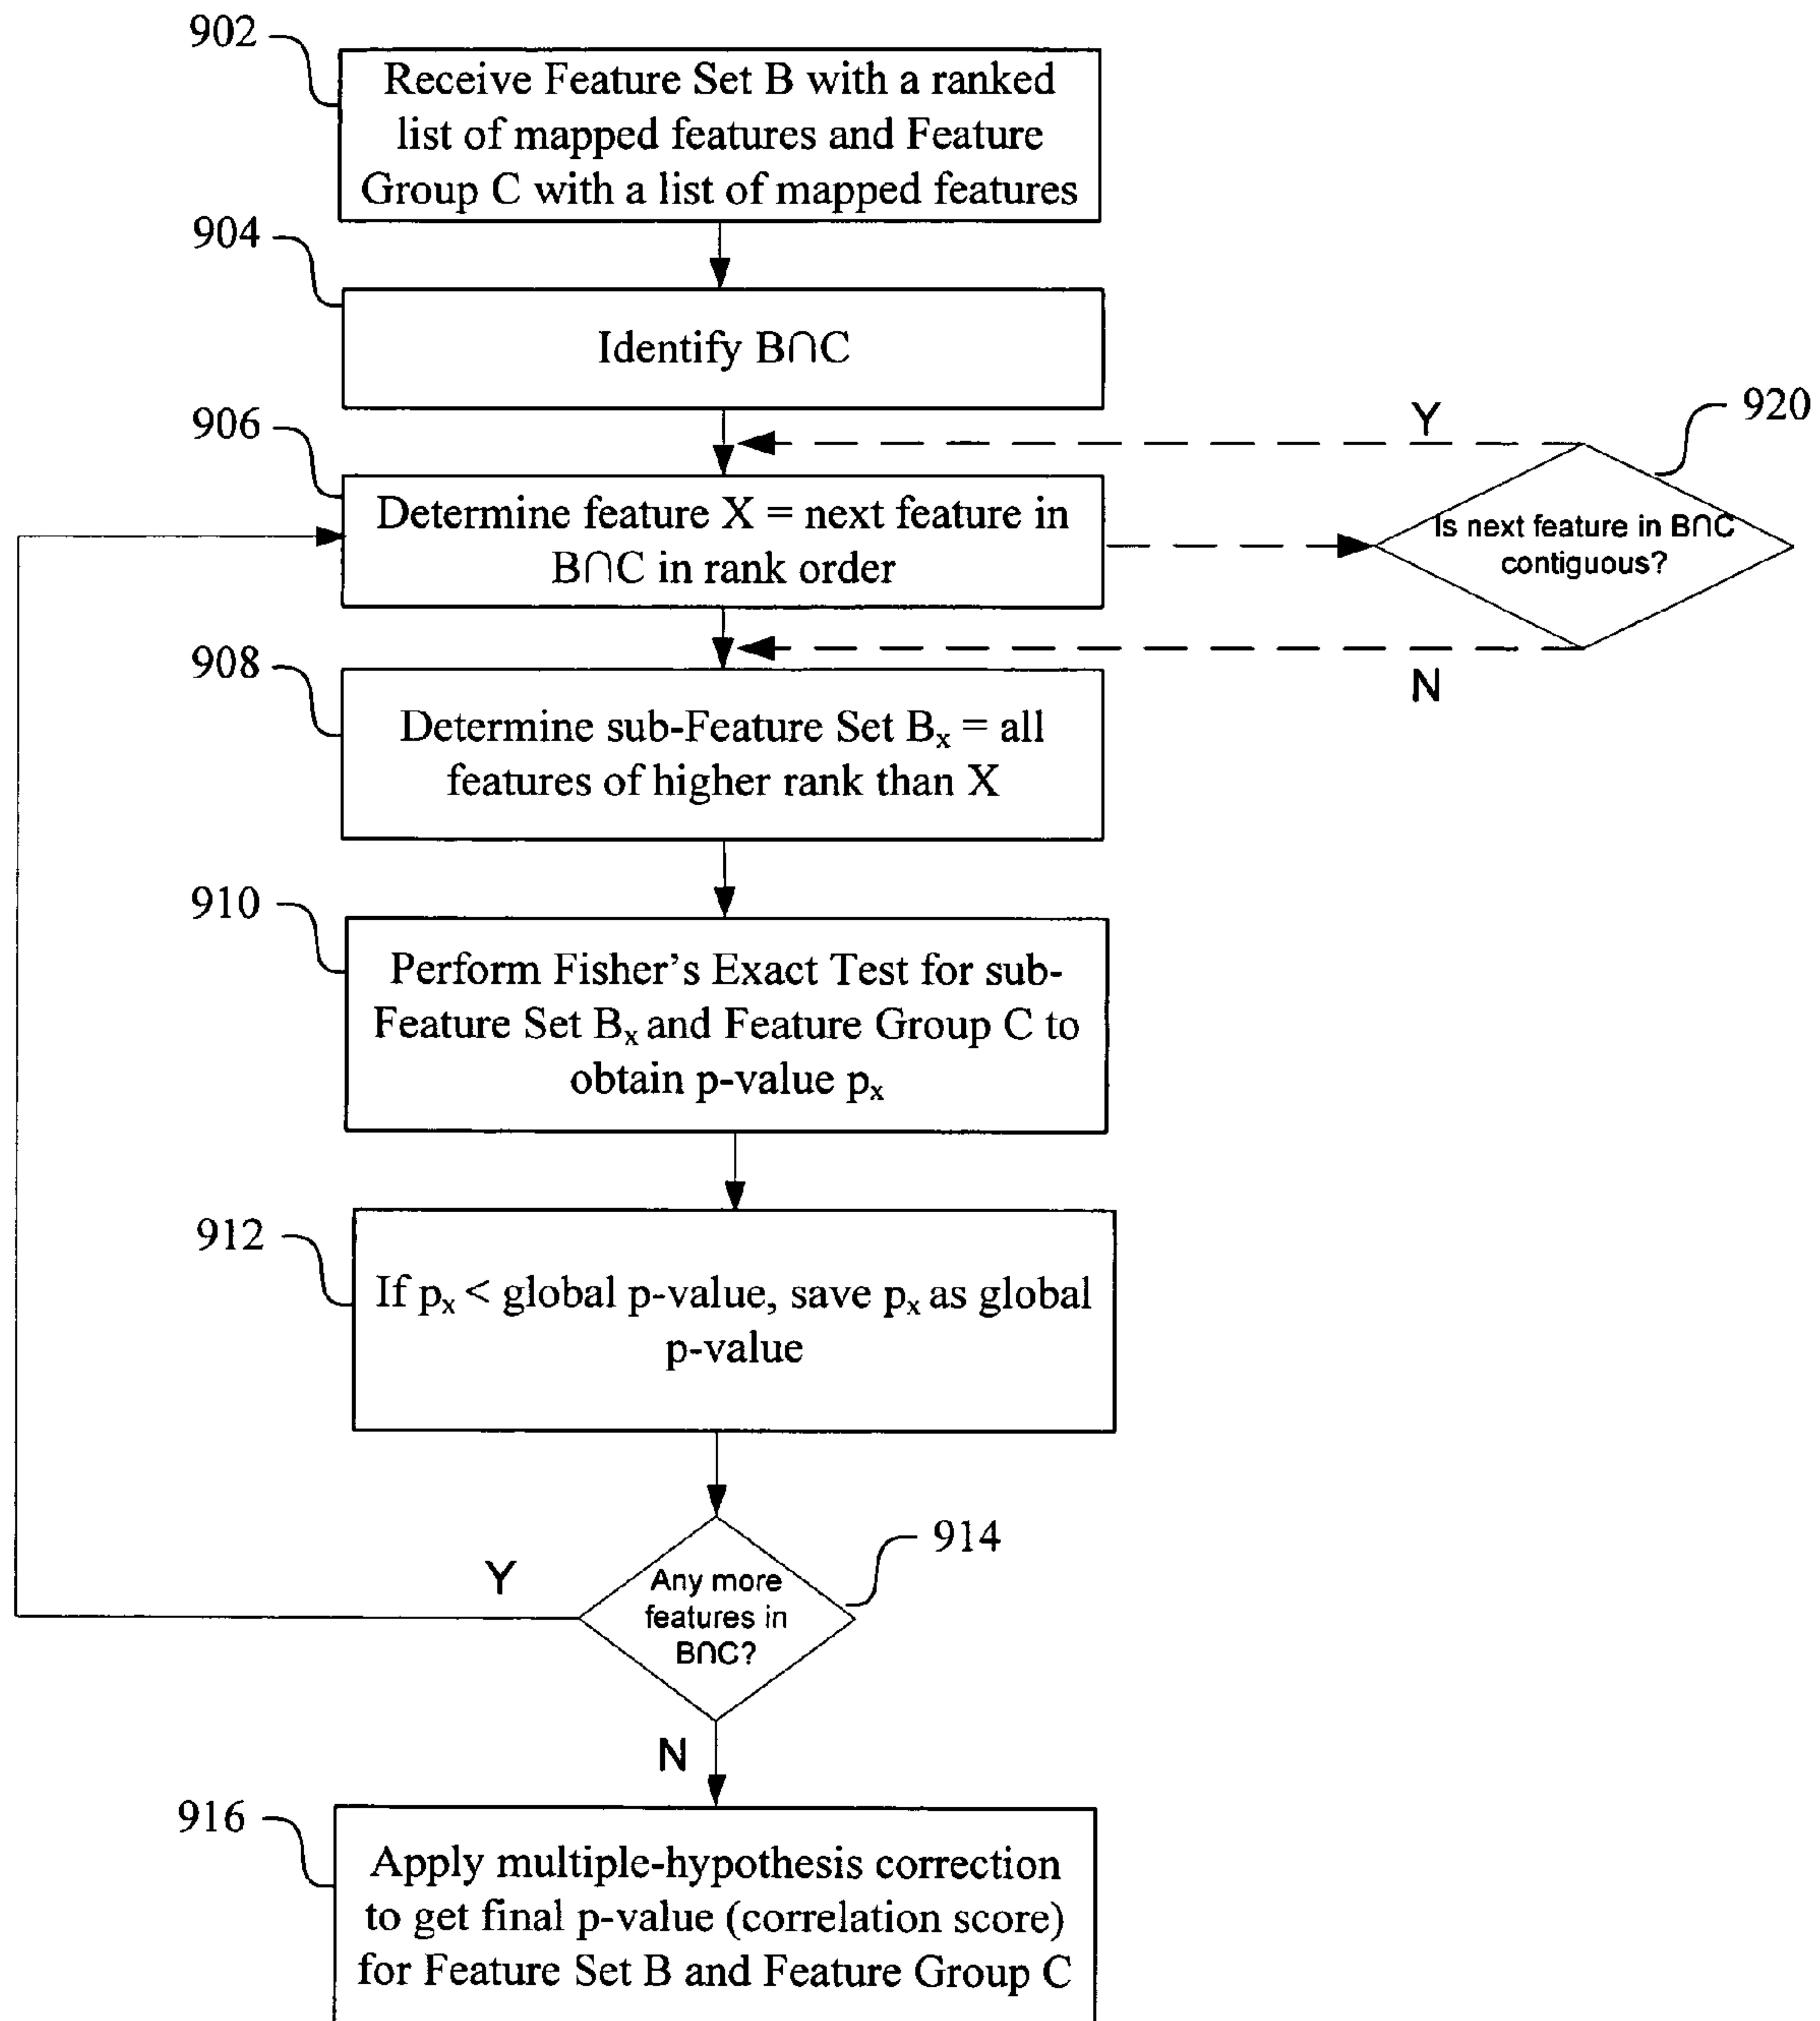 902
Receive Feature Set B with a ranked
list of mapped features and Feature
Group C with a list of mapped features
904
Identify B∩C
906
Determine feature X = next feature in
B∩C in rank order
Y
920
Is next feature in B∩C
contiguous?
N
908
Determine sub-Feature Set Bₓ = all
features of higher rank than X
910
Perform Fisher’s Exact Test for sub-
Feature Set Bₓ and Feature Group C to
obtain p-value pₓ
912
If pₓ < global p-value, save pₓ as global
p-value
914
Any more
features in
B∩C?
Y
N
916
Apply multiple-hypothesis correction
to get final p-value (correlation score)
for Feature Set B and Feature Group C